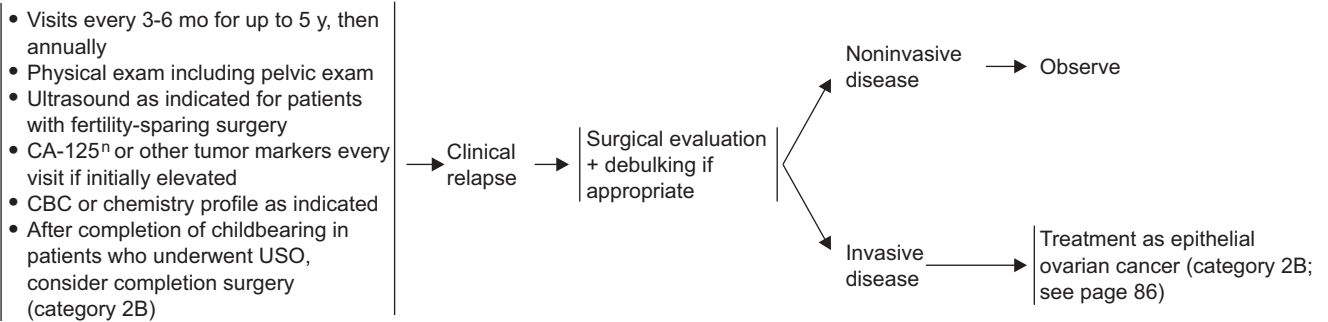 • Visits every 3-6 mo for up to 5 y, then
annually
• Physical exam including pelvic exam
• Ultrasound as indicated for patients
with fertility-sparing surgery
• CA-125ⁿ or other tumor markers every
visit if initially elevated
• CBC or chemistry profile as indicated
• After completion of childbearing in
patients who underwent USO,
consider completion surgery
(category 2B)
Clinical
relapse
Surgical evaluation
+ debulking if
appropriate
Noninvasive
disease
Observe
Invasive
disease
Treatment as epithelial
ovarian cancer (category 2B;
see page 86)